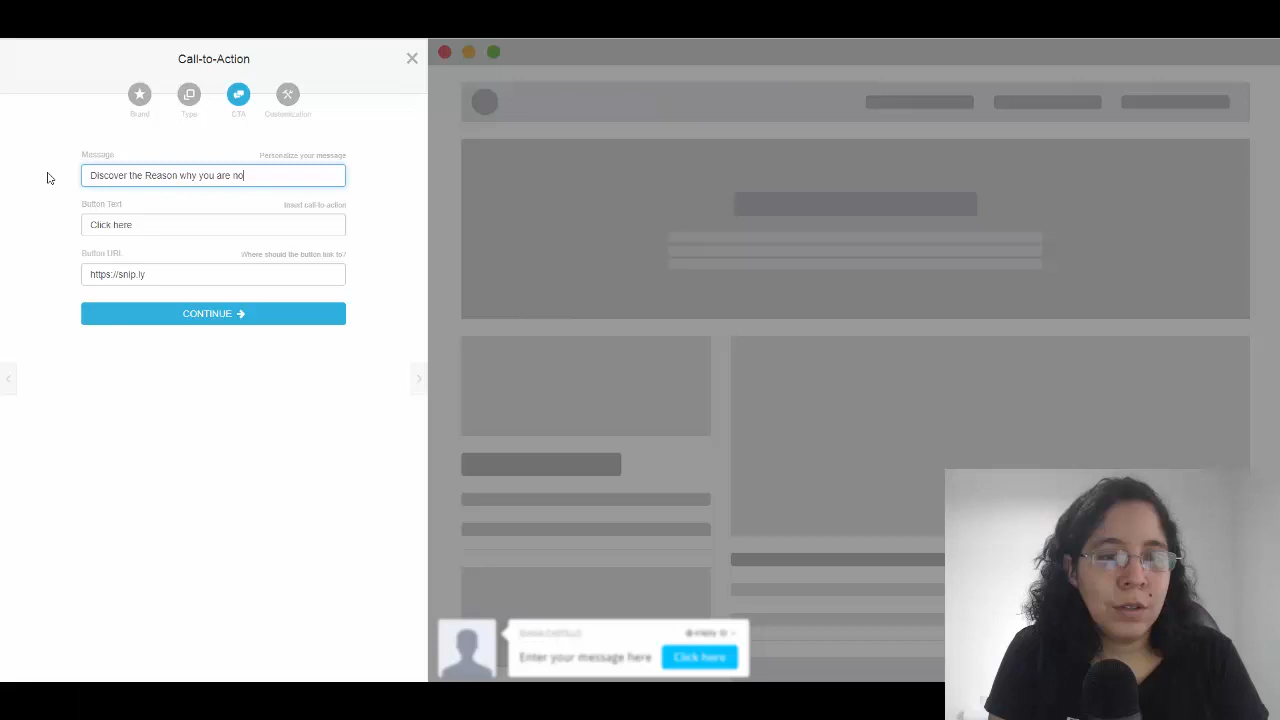 Call-to-Action
Brand
Type
CTA
Customization
Message
Personalize your message
Discover the Reason why you are no
Button Text
Insert call-to-action
Click here
Button URL
Where should the button link to?
https://snip.ly
CONTINUE
Enter your message here
Click here